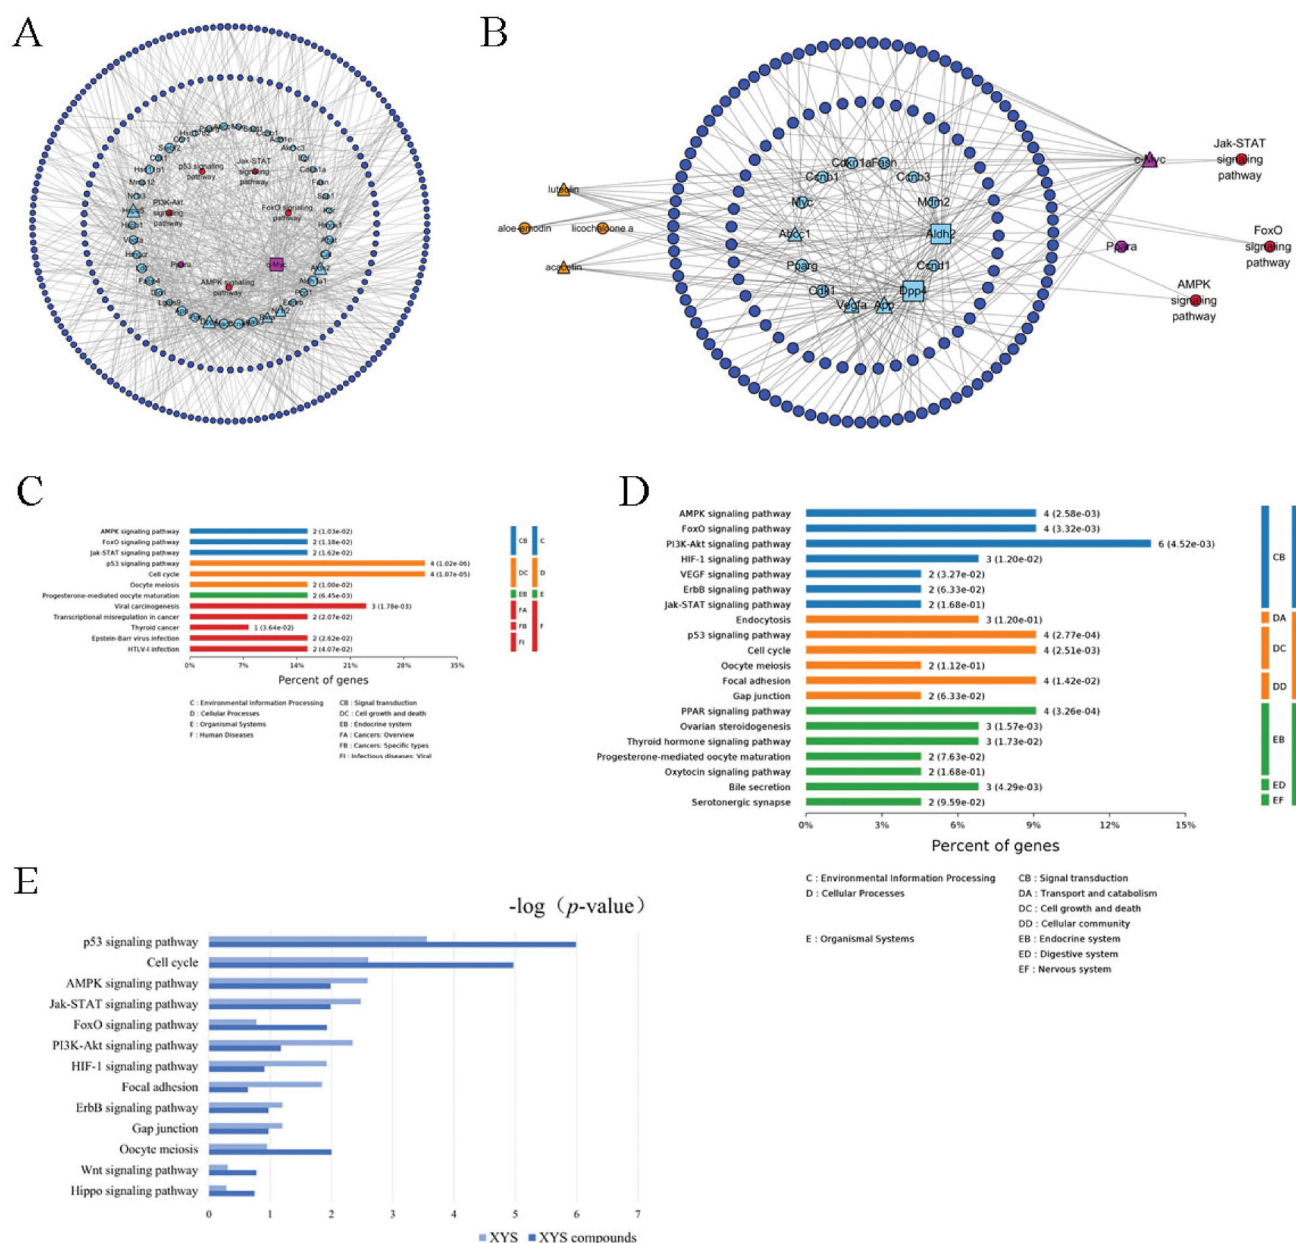 A
B
p53 signaling
pathway
Jak-STAT
signaling
pathway
PI3K-Akt
signaling
pathway
FoxO signaling
pathway
Ppara
c-Myc
AMPK signaling
pathway
luteolin
aloe-emodin
licochalcone a
acacetin
Cdkn1a
Fasn
Ccnb1
Ccnb3
Myc
Mdm2
Abcc1
Aldh2
Pparg
Ccnd1
Cdk1
Dpp4
Vegfa
App
c-Myc
Ppara
Jak-STAT
signaling
pathway
FoxO
signaling
pathway
AMPK
signaling
pathway
C
AMPK signaling pathway 2 (1.03e-02)
FoxO signaling pathway 2 (1.18e-02)
Jak-STAT signaling pathway 2 (1.62e-02)
p53 signaling pathway 4 (1.02e-06)
Cell cycle 4 (1.07e-05)
Oocyte meiosis 2 (1.00e-02)
Progesterone-mediated oocyte maturation 2 (6.45e-03)
Viral carcinogenesis 3 (1.78e-03)
Transcriptional misregulation in cancer 2 (2.07e-02)
Thyroid cancer 1 (3.64e-02)
Epstein-Barr virus infection 2 (2.62e-02)
HTLV-I infection 2 (4.07e-02)
CB C
DC D
EB E
FA
FB F
FI
0% 7% 14% 21% 28% 35%
Percent of genes
C : Environmental Information Processing CB : Signal transduction
D : Cellular Processes DC : Cell growth and death
E : Organismal Systems EB : Endocrine system
F : Human Diseases FA : Cancers: Overview
FB : Cancers: Specific types
FI : Infectious diseases: Viral
D
AMPK signaling pathway 4 (2.58e-03)
FoxO signaling pathway 4 (3.32e-03)
PI3K-Akt signaling pathway 6 (4.52e-03)
HIF-1 signaling pathway 3 (1.20e-02)
VEGF signaling pathway 2 (3.27e-02)
ErbB signaling pathway 2 (6.33e-02)
Jak-STAT signaling pathway 2 (1.68e-01)
Endocytosis 3 (1.20e-01)
p53 signaling pathway 4 (2.77e-04)
Cell cycle 4 (2.51e-03)
Oocyte meiosis 2 (1.12e-01)
Focal adhesion 4 (1.42e-02)
Gap junction 2 (6.33e-02)
PPAR signaling pathway 4 (3.26e-04)
Ovarian steroidogenesis 3 (1.57e-03)
Thyroid hormone signaling pathway 3 (1.73e-02)
Progesterone-mediated oocyte maturation 2 (7.63e-02)
Oxytocin signaling pathway 2 (1.68e-01)
Bile secretion 3 (4.29e-03)
Serotonergic synapse 2 (9.59e-02)
CB
DA
DC
DD
EB
ED
EF
0% 3% 6% 9% 12% 15%
Percent of genes
C : Environmental Information Processing CB : Signal transduction
D : Cellular Processes DA : Transport and catabolism
DC : Cell growth and death
DD : Cellular community
E : Organismal Systems EB : Endocrine system
ED : Digestive system
EF : Nervous system
E
-log（p-value）
p53 signaling pathway
Cell cycle
AMPK signaling pathway
Jak-STAT signaling pathway
FoxO signaling pathway
PI3K-Akt signaling pathway
HIF-1 signaling pathway
Focal adhesion
ErbB signaling pathway
Gap junction
Oocyte meiosis
Wnt signaling pathway
Hippo signaling pathway
0 1 2 3 4 5 6 7
XYS XYS compounds